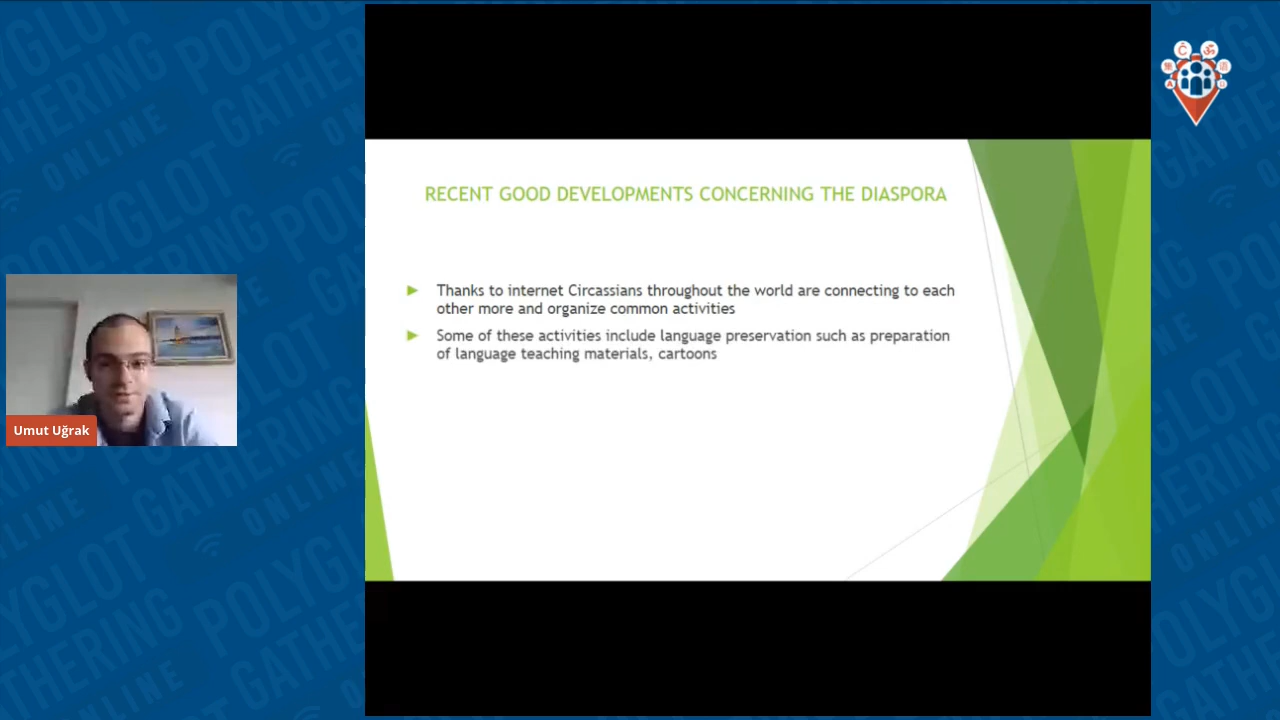 RECENT GOOD DEVELOPMENTS CONCERNING THE DIASPORA
Thanks to internet Circassians throughout the world are connecting to each
other more and organize common activities
Some of these activities include language preservation such as preparation
of language teaching materials, cartoons
Umut Uğrak
POLYGLOT
GATHERING
ONLINE